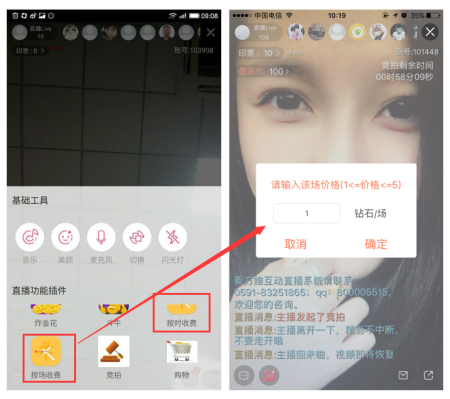 09:08
直播Live
15
印票：0 >
账号:103908
基础工具
音乐
美颜
麦克风
切换
闪光灯
直播功能插件
炸金花
斗牛
按时收费
按场收费
竞拍
购物
中国电信
10:19
35%
直播Live
109
印票： 10 >
账号:101448
竞拍剩余时间
00时58分09秒
最高价 100 >
请输入该场价格(1<=价格<=5)
1
钻石/场
取消
确定
要方维互动直播系统请联系
0591-83251865；qq：800005515，
欢迎您的咨询。
直播消息:主播发起了竞拍
直播消息:主播离开一下，精彩不中断，
不要走开哦
直播消息:主播回来啦，视频即将恢复